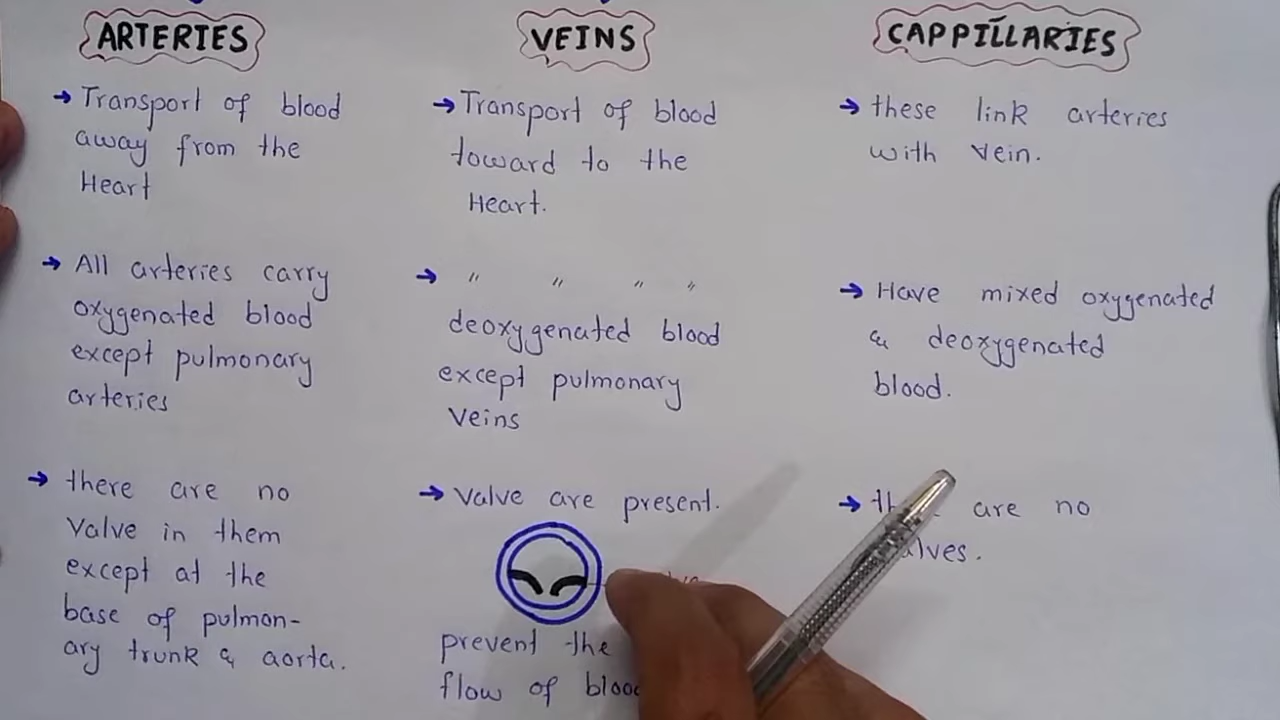 ARTERIES
→ Transport of blood
away from the
Heart
→ All arteries carry
oxygenated blood
except pulmonary
arteries
→ there are no
Valve in them
except at the
base of pulmon-
ary trunk & aorta.
VEINS
→ Transport of blood
toward to the
Heart.
→ " " " "
deoxygenated blood
except pulmonary
Veins
→ Valve are present.
prevent the
flow of blood
CAPPILLARIES
→ these link arteries
with vein.
→ Have mixed oxygenated
& deoxygenated
blood.
→ are no